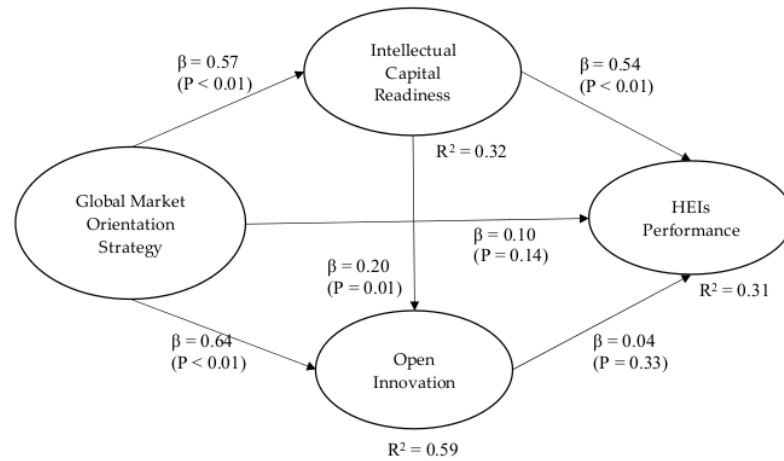 β = 0.57
(P < 0.01)
Intellectual
Capital
Readiness
β = 0.54
(P < 0.01)
R² = 0.32
Global Market
Orientation
Strategy
HEIs
Performance
β = 0.10
(P = 0.14)
β = 0.20
(P = 0.01)
R² = 0.31
β = 0.64
(P < 0.01)
Open
Innovation
β = 0.04
(P = 0.33)
R² = 0.59